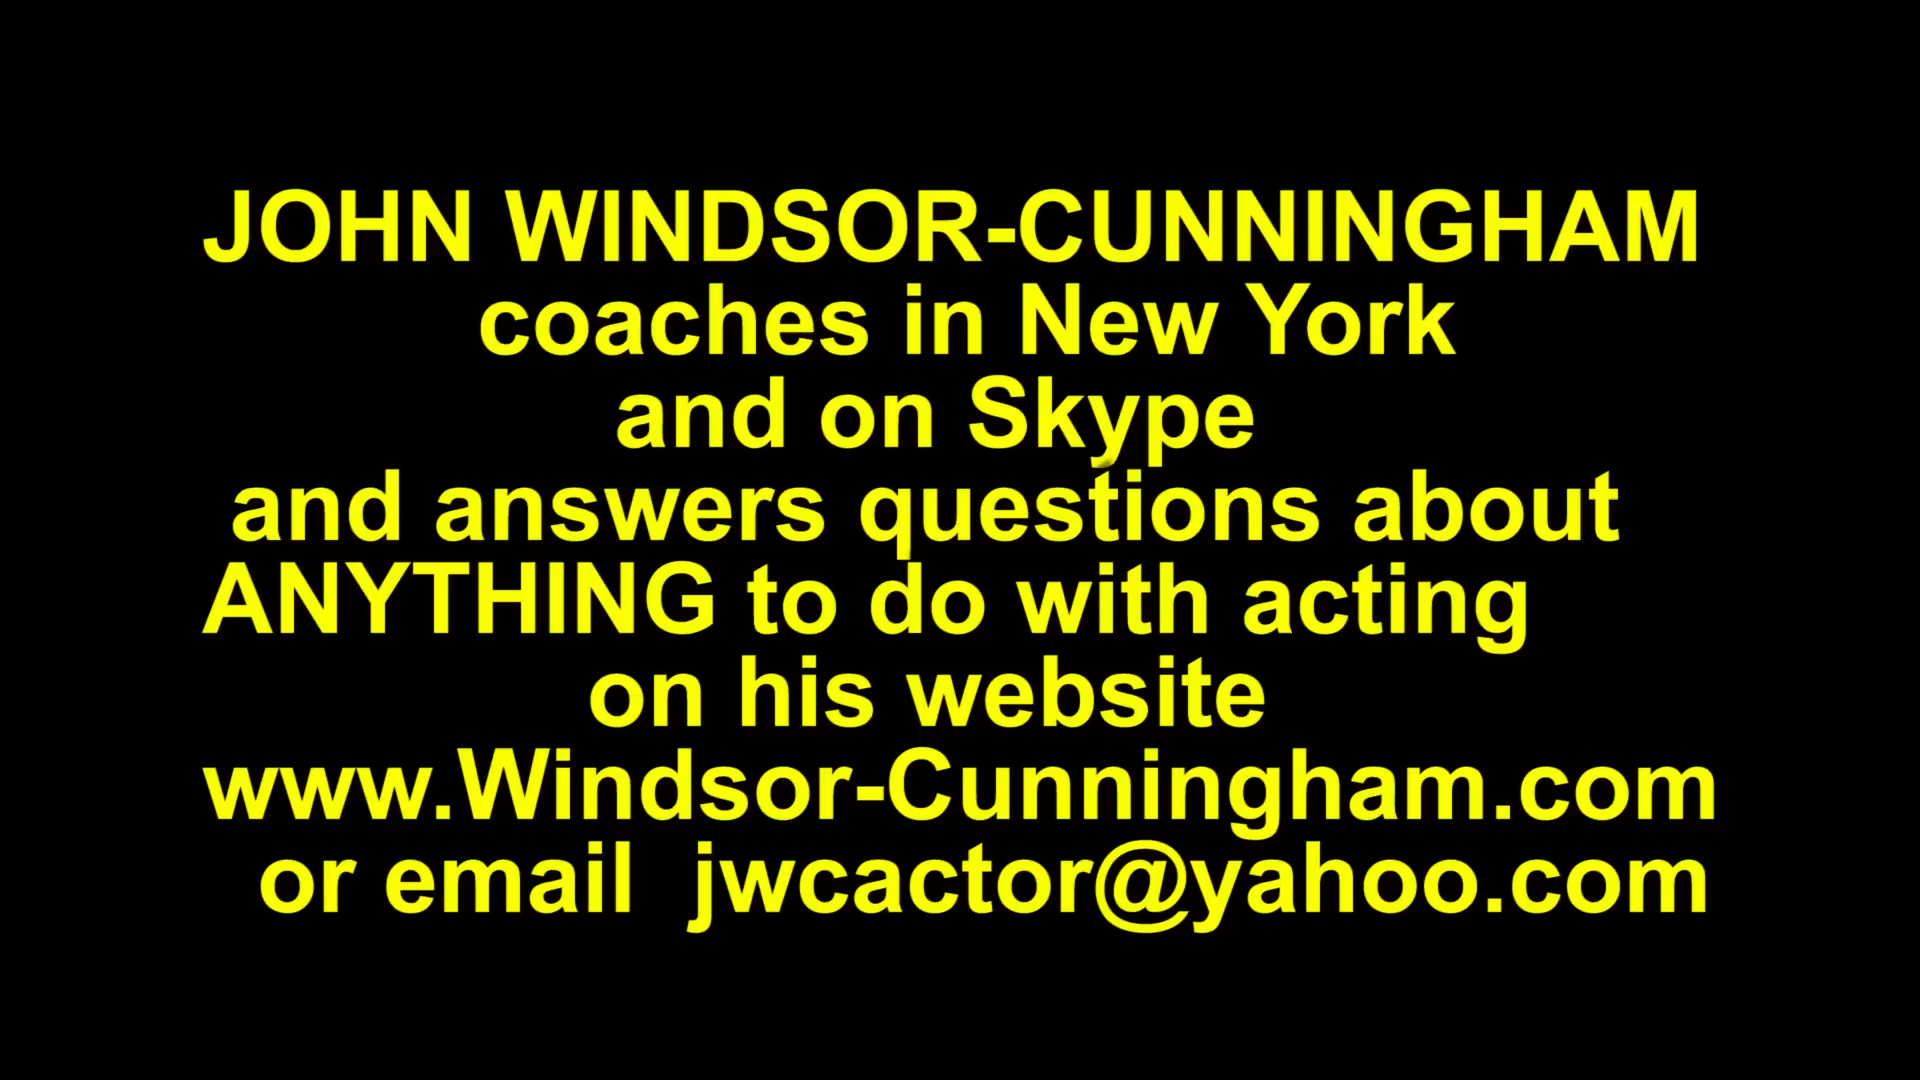 JOHN WINDSOR-CUNNINGHAM
coaches in New York
and on Skype
and answers questions about
ANYTHING to do with acting
on his website
www.Windsor-Cunningham.com
or email jwcactor@yahoo.com